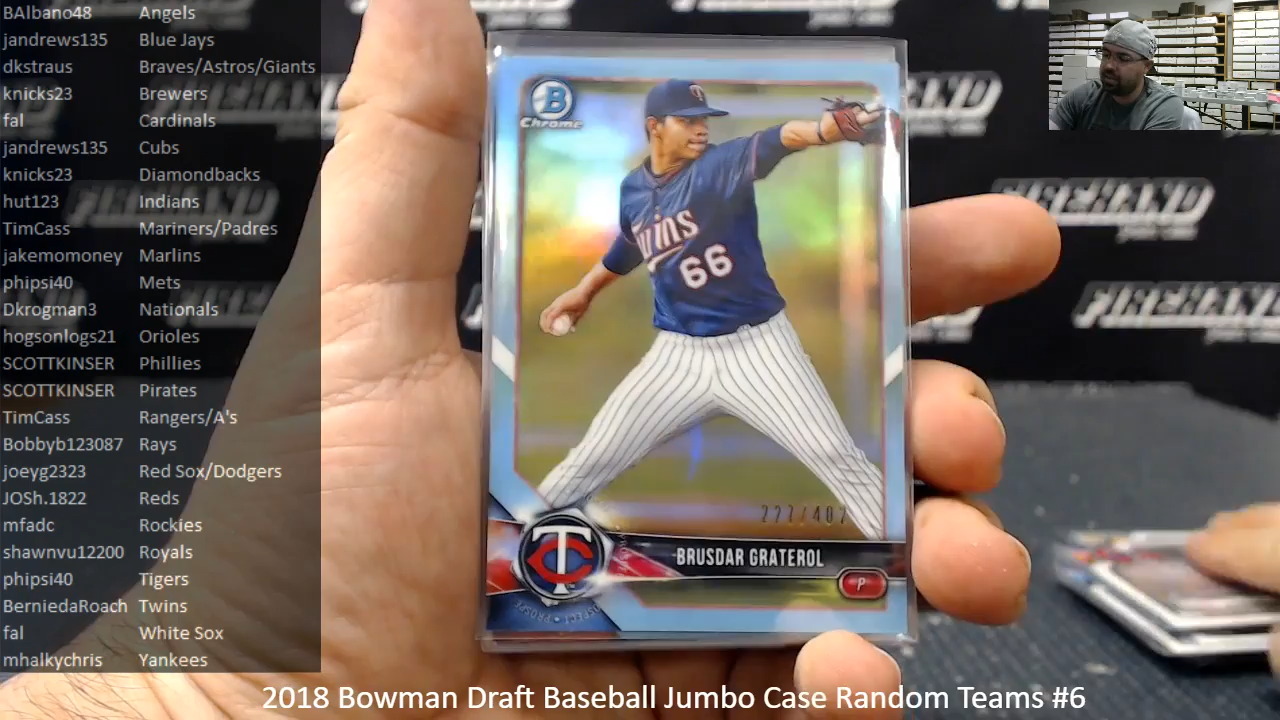 BAlbano48 Angels
jandrews135 Blue Jays
dkstraus Braves/Astros/Giants
knicks23 Brewers
fal Cardinals
jandrews135 Cubs
knicks23 Diamondbacks
hut123 Indians
TimCass Mariners/Padres
jakemomoney Marlins
phipsi40 Mets
Dkrogman3 Nationals
hogsonlogs21 Orioles
SCOTTKINSER Phillies
SCOTTKINSER Pirates
TimCass Rangers/A's
Bobbyb123087 Rays
joeyg2323 Red Sox/Dodgers
JOSh.1822 Reds
mfadc Rockies
shawnvu12200 Royals
phipsi40 Tigers
BerniedaRoach Twins
fal White Sox
mhalkychris Yankees
B
Chrome
Twins
66
BRUSDAR GRATEROL
P
TC
FIREHAND
FIREHAND
2018 Bowman Draft Baseball Jumbo Case Random Teams #6